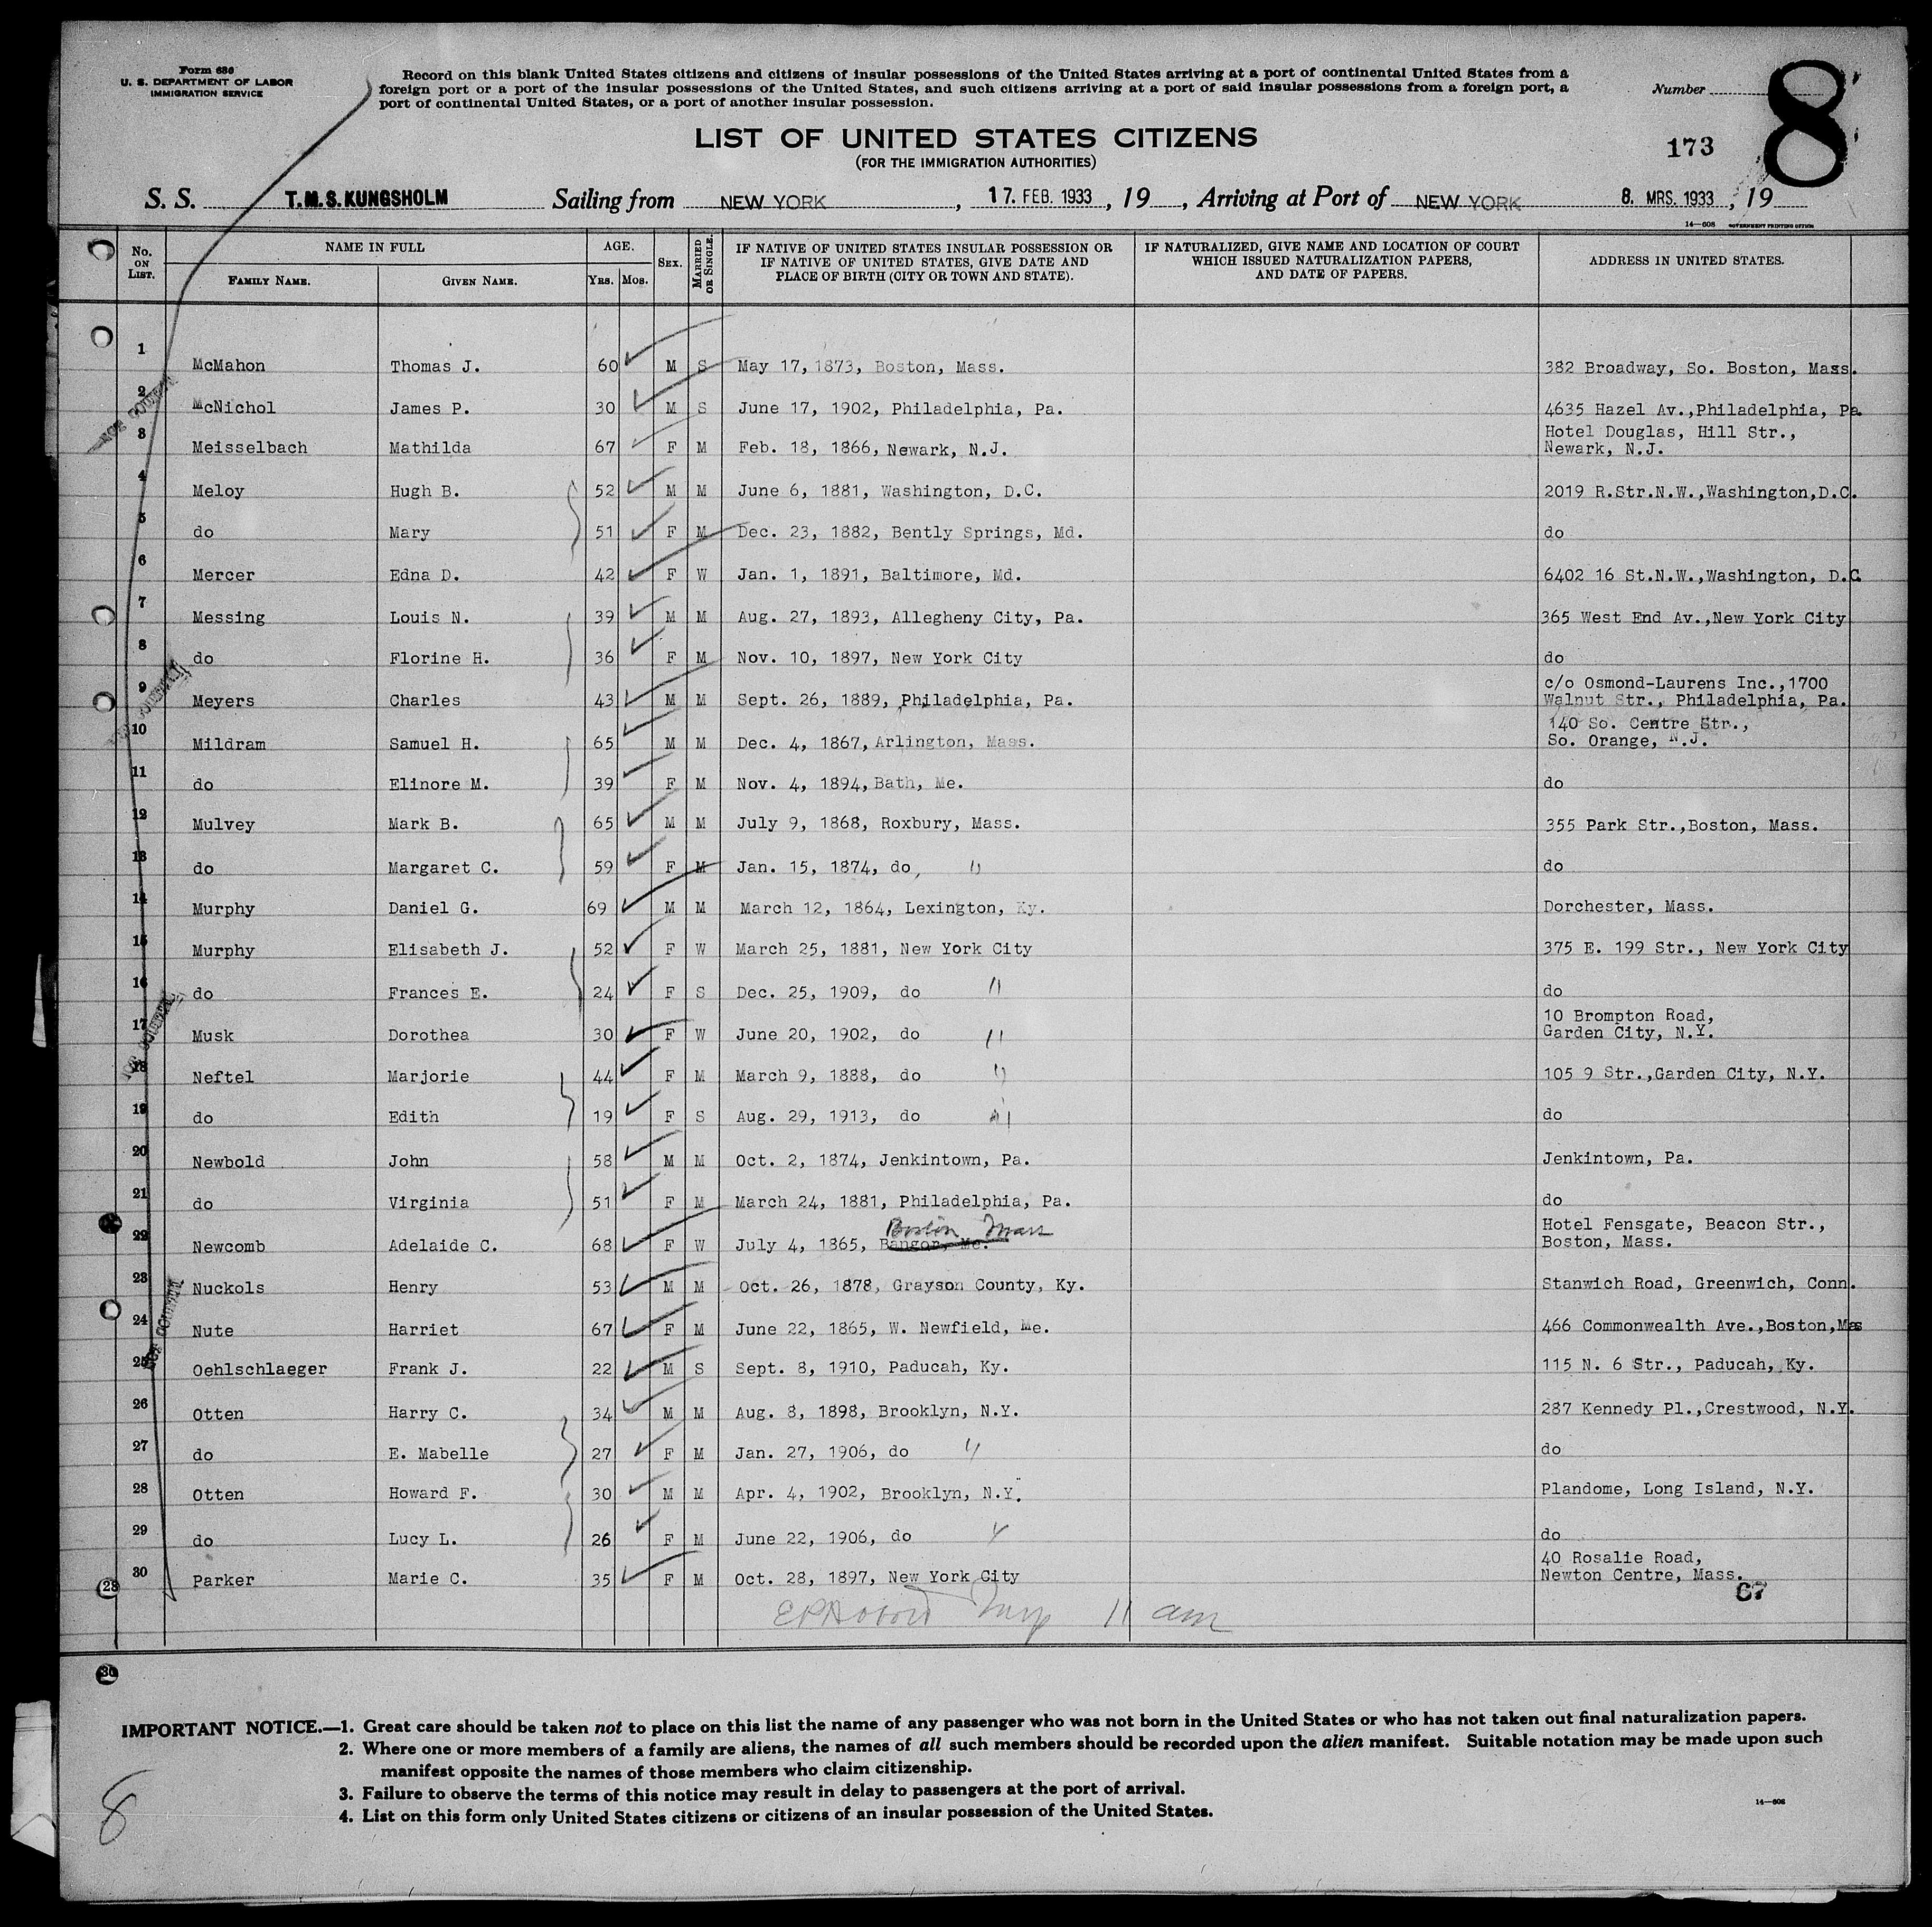 Form 630
U. S. DEPARTMENT OF LABOR
IMMIGRATION SERVICE
Record on this blank United States citizens and citizens of insular possessions of the United States arriving at a port of continental United States from a
foreign port or a port of the insular possessions of the United States, and such citizens arriving at a port of said insular possessions from a foreign port, a
port of continental United States, or a port of another insular possession.
Number 8
LIST OF UNITED STATES CITIZENS
(FOR THE IMMIGRATION AUTHORITIES)
173
S. S. T.M.S.KUNGSHOLM Sailing from NEW YORK, 17. FEB. 1933, 19, Arriving at Port of NEW YORK 8. MRS. 1933, 19
14—608 GOVERNMENT PRINTING OFFICE
No. ON LIST. NAME IN FULL FAMILY NAME. GIVEN NAME. AGE. YRS. MOS. SEX. MARRIED OR SINGLE. IF NATIVE OF UNITED STATES INSULAR POSSESSION OR IF NATIVE OF UNITED STATES, GIVE DATE AND PLACE OF BIRTH (CITY OR TOWN AND STATE). IF NATURALIZED, GIVE NAME AND LOCATION OF COURT WHICH ISSUED NATURALIZATION PAPERS, AND DATE OF PAPERS. ADDRESS IN UNITED STATES.
1 McMahon Thomas J. 60 M S May 17, 1873, Boston, Mass. 382 Broadway, So. Boston, Mass.
2 McNichol James P. 30 M S June 17, 1902, Philadelphia, Pa. 4635 Hazel Av.,Philadelphia, Pa.
3 Meisselbach Mathilda 67 F M Feb. 18, 1866, Newark, N.J. Hotel Douglas, Hill Str., Newark, N.J.
4 Meloy Hugh B. 52 M M June 6, 1881, Washington, D.C. 2019 R.Str.N.W.,Washington,D.C.
5 do Mary 51 F M Dec. 23, 1882, Bently Springs, Md. do
6 Mercer Edna D. 42 F W Jan. 1, 1891, Baltimore, Md. 6402 16 St.N.W.,Washington, D.C.
7 Messing Louis N. 39 M M Aug. 27, 1893, Allegheny City, Pa. 365 West End Av.,New York City
8 do Florine H. 36 F M Nov. 10, 1897, New York City do
9 Meyers Charles 43 M M Sept. 26, 1889, Philadelphia, Pa. c/o Osmond-Laurens Inc.,1700 Walnut Str., Philadelphia, Pa.
10 Mildram Samuel H. 65 M M Dec. 4, 1867, Arlington, Mass. 140 So. Centre Str., So. Orange, N.J.
11 do Elinore M. 39 F M Nov. 4, 1894, Bath, Me. do
12 Mulvey Mark B. 65 M M July 9, 1868, Roxbury, Mass. 355 Park Str.,Boston, Mass.
13 do Margaret C. 59 F M Jan. 15, 1874, do, " do
14 Murphy Daniel G. 69 M M March 12, 1864, Lexington, Ky. Dorchester, Mass.
15 Murphy Elisabeth J. 52 F W March 25, 1881, New York City 375 E. 199 Str., New York City
16 do Frances E. 24 F S Dec. 25, 1909, do " do
17 Musk Dorothea 30 F W June 20, 1902, do " 10 Brompton Road, Garden City, N.Y.
18 Neftel Marjorie 44 F M March 9, 1888, do " 105 9 Str.,Garden City, N.Y.
19 do Edith 19 F S Aug. 29, 1913, do " do
20 Newbold John 58 M M Oct. 2, 1874, Jenkintown, Pa. Jenkintown, Pa.
21 do Virginia 51 F M March 24, 1881, Philadelphia, Pa. do
22 Newcomb Adelaide C. 68 F W July 4, 1865, Bangor, Me. Boston Mass Hotel Fensgate, Beacon Str., Boston, Mass.
23 Nuckols Henry 53 M M Oct. 26, 1878, Grayson County, Ky. Stanwich Road, Greenwich, Conn.
24 Nute Harriet 67 F M June 22, 1865, W. Newfield, Me. 466 Commonwealth Ave.,Boston,Mas
25 Oehlschlaeger Frank J. 22 M S Sept. 8, 1910, Paducah, Ky. 115 N. 6 Str., Paducah, Ky.
26 Otten Harry C. 34 M M Aug. 8, 1898, Brooklyn, N.Y. 287 Kennedy Pl.,Crestwood, N.Y.
27 do E. Mabelle 27 F M Jan. 27, 1906, do " do
28 Otten Howard F. 30 M M Apr. 4, 1902, Brooklyn, N.Y. Plandome, Long Island, N.Y.
29 do Lucy L. 26 F M June 22, 1906, do " do
30 Parker Marie C. 35 F M Oct. 28, 1897, New York City 40 Rosalie Road, Newton Centre, Mass.
67
11 am
28
30
IMPORTANT NOTICE.—1. Great care should be taken not to place on this list the name of any passenger who was not born in the United States or who has not taken out final naturalization papers.
2. Where one or more members of a family are aliens, the names of all such members should be recorded upon the alien manifest. Suitable notation may be made upon such
manifest opposite the names of those members who claim citizenship.
3. Failure to observe the terms of this notice may result in delay to passengers at the port of arrival.
4. List on this form only United States citizens or citizens of an insular possession of the United States.
14—608
8